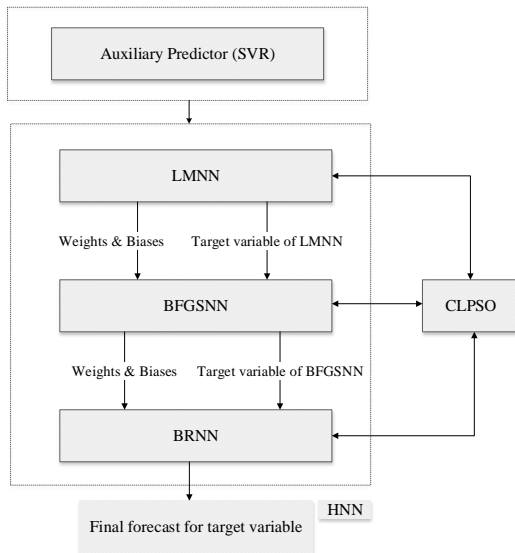 Auxiliary Predictor (SVR)
LMNN
Weights & Biases
Target variable of LMNN
BFGSNN
CLPSO
Weights & Biases
Target variable of BFGSNN
BRNN
HNN
Final forecast for target variable